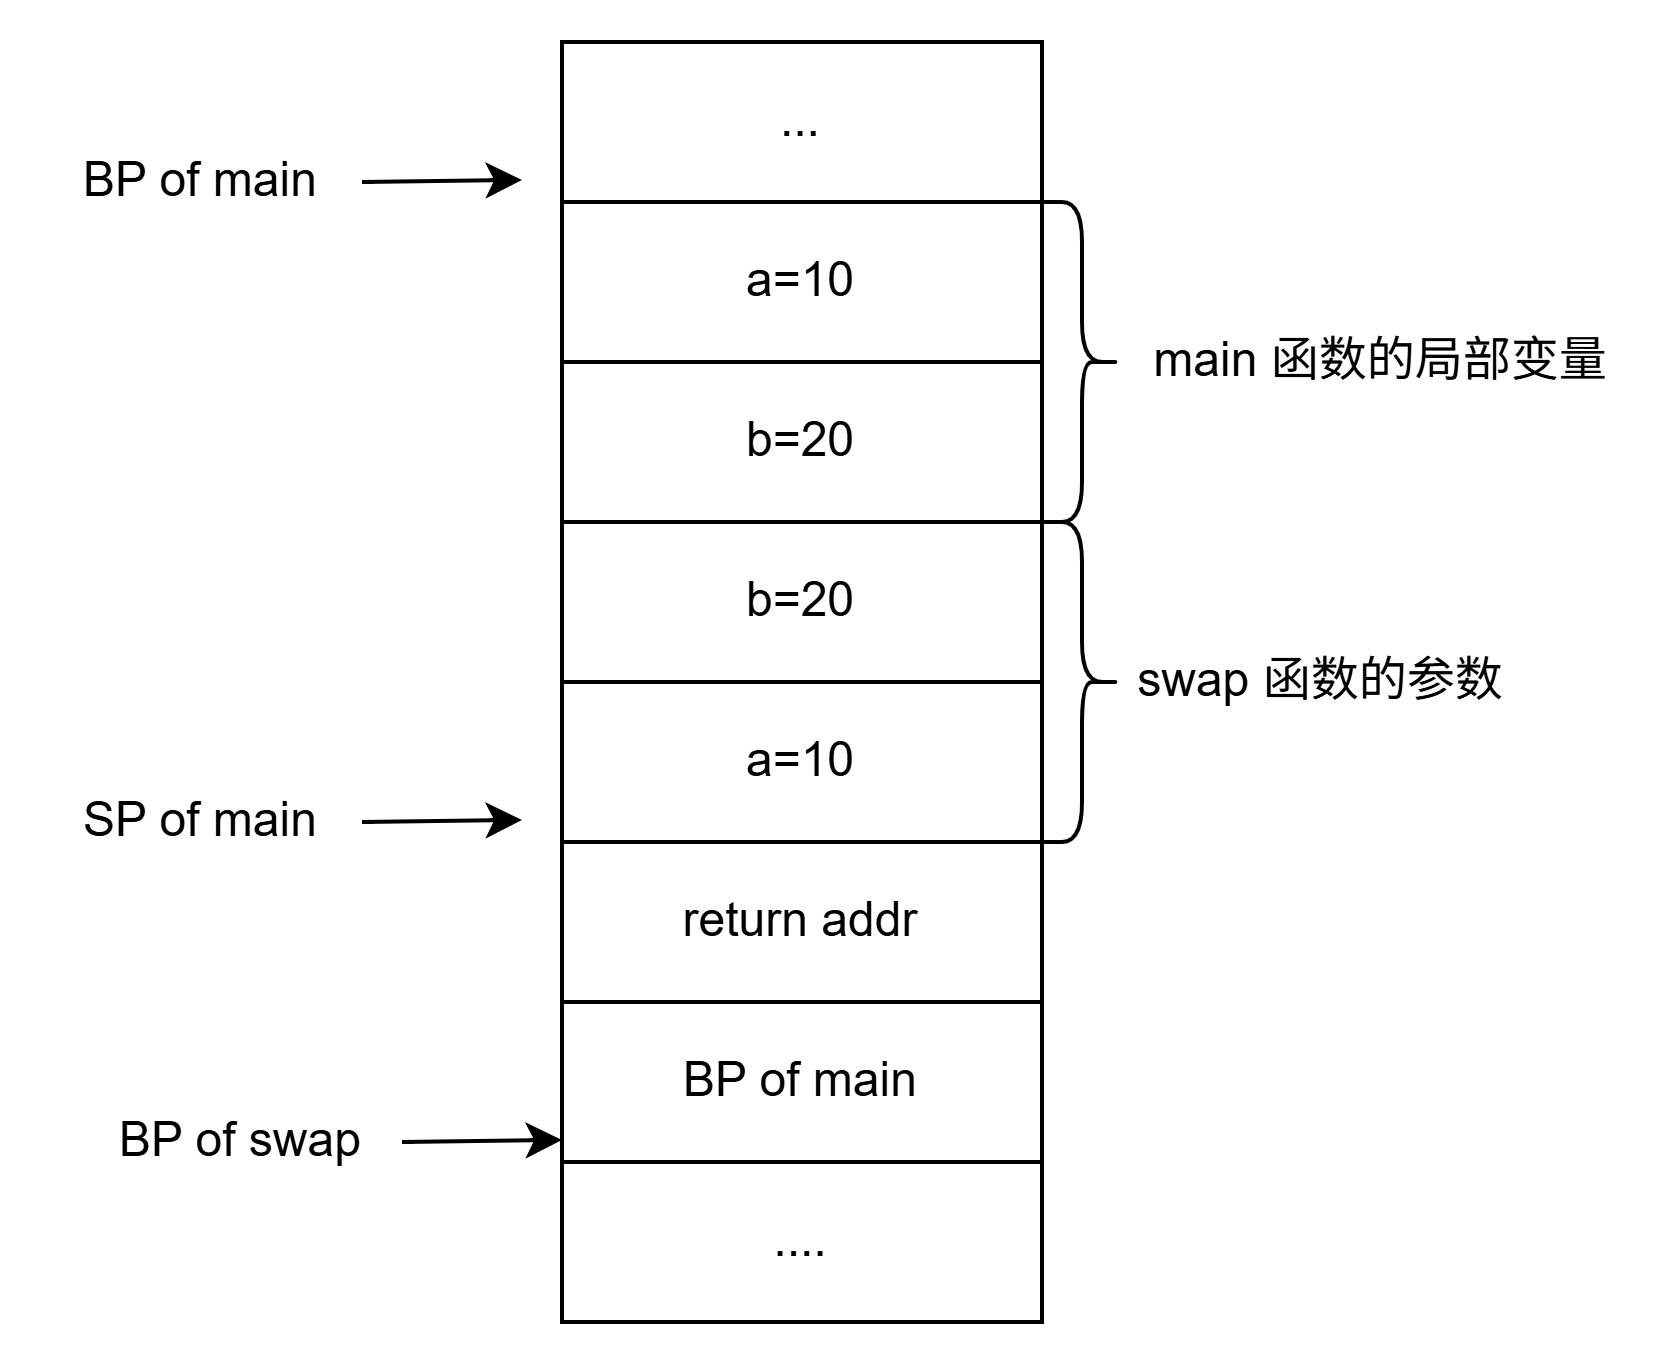 ...
BP of main
a=10
main 函数的局部变量
b=20
b=20
swap 函数的参数
a=10
SP of main
return addr
BP of main
BP of swap
....